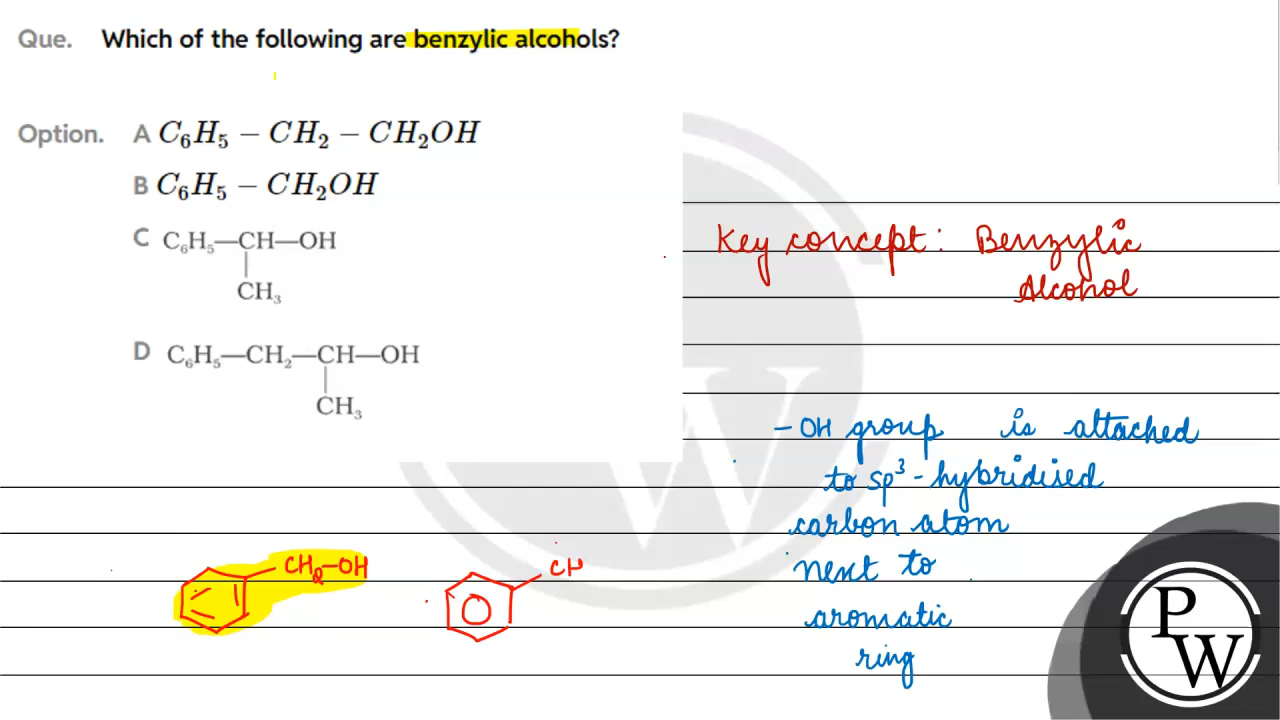 Que. Which of the following are benzylic alcohols?
Option. A C₆H₅ − CH₂ − CH₂OH
B C₆H₅ − CH₂OH
C C₆H₅—CH—OH
|
CH₃
D C₆H₅—CH₂—CH—OH
|
CH₃
Key concept: Benzylic
Alcohol
– OH group is attached
to sp³-hybridised
carbon atom
next to
aromatic
ring
CH₂–OH
CH
P
W